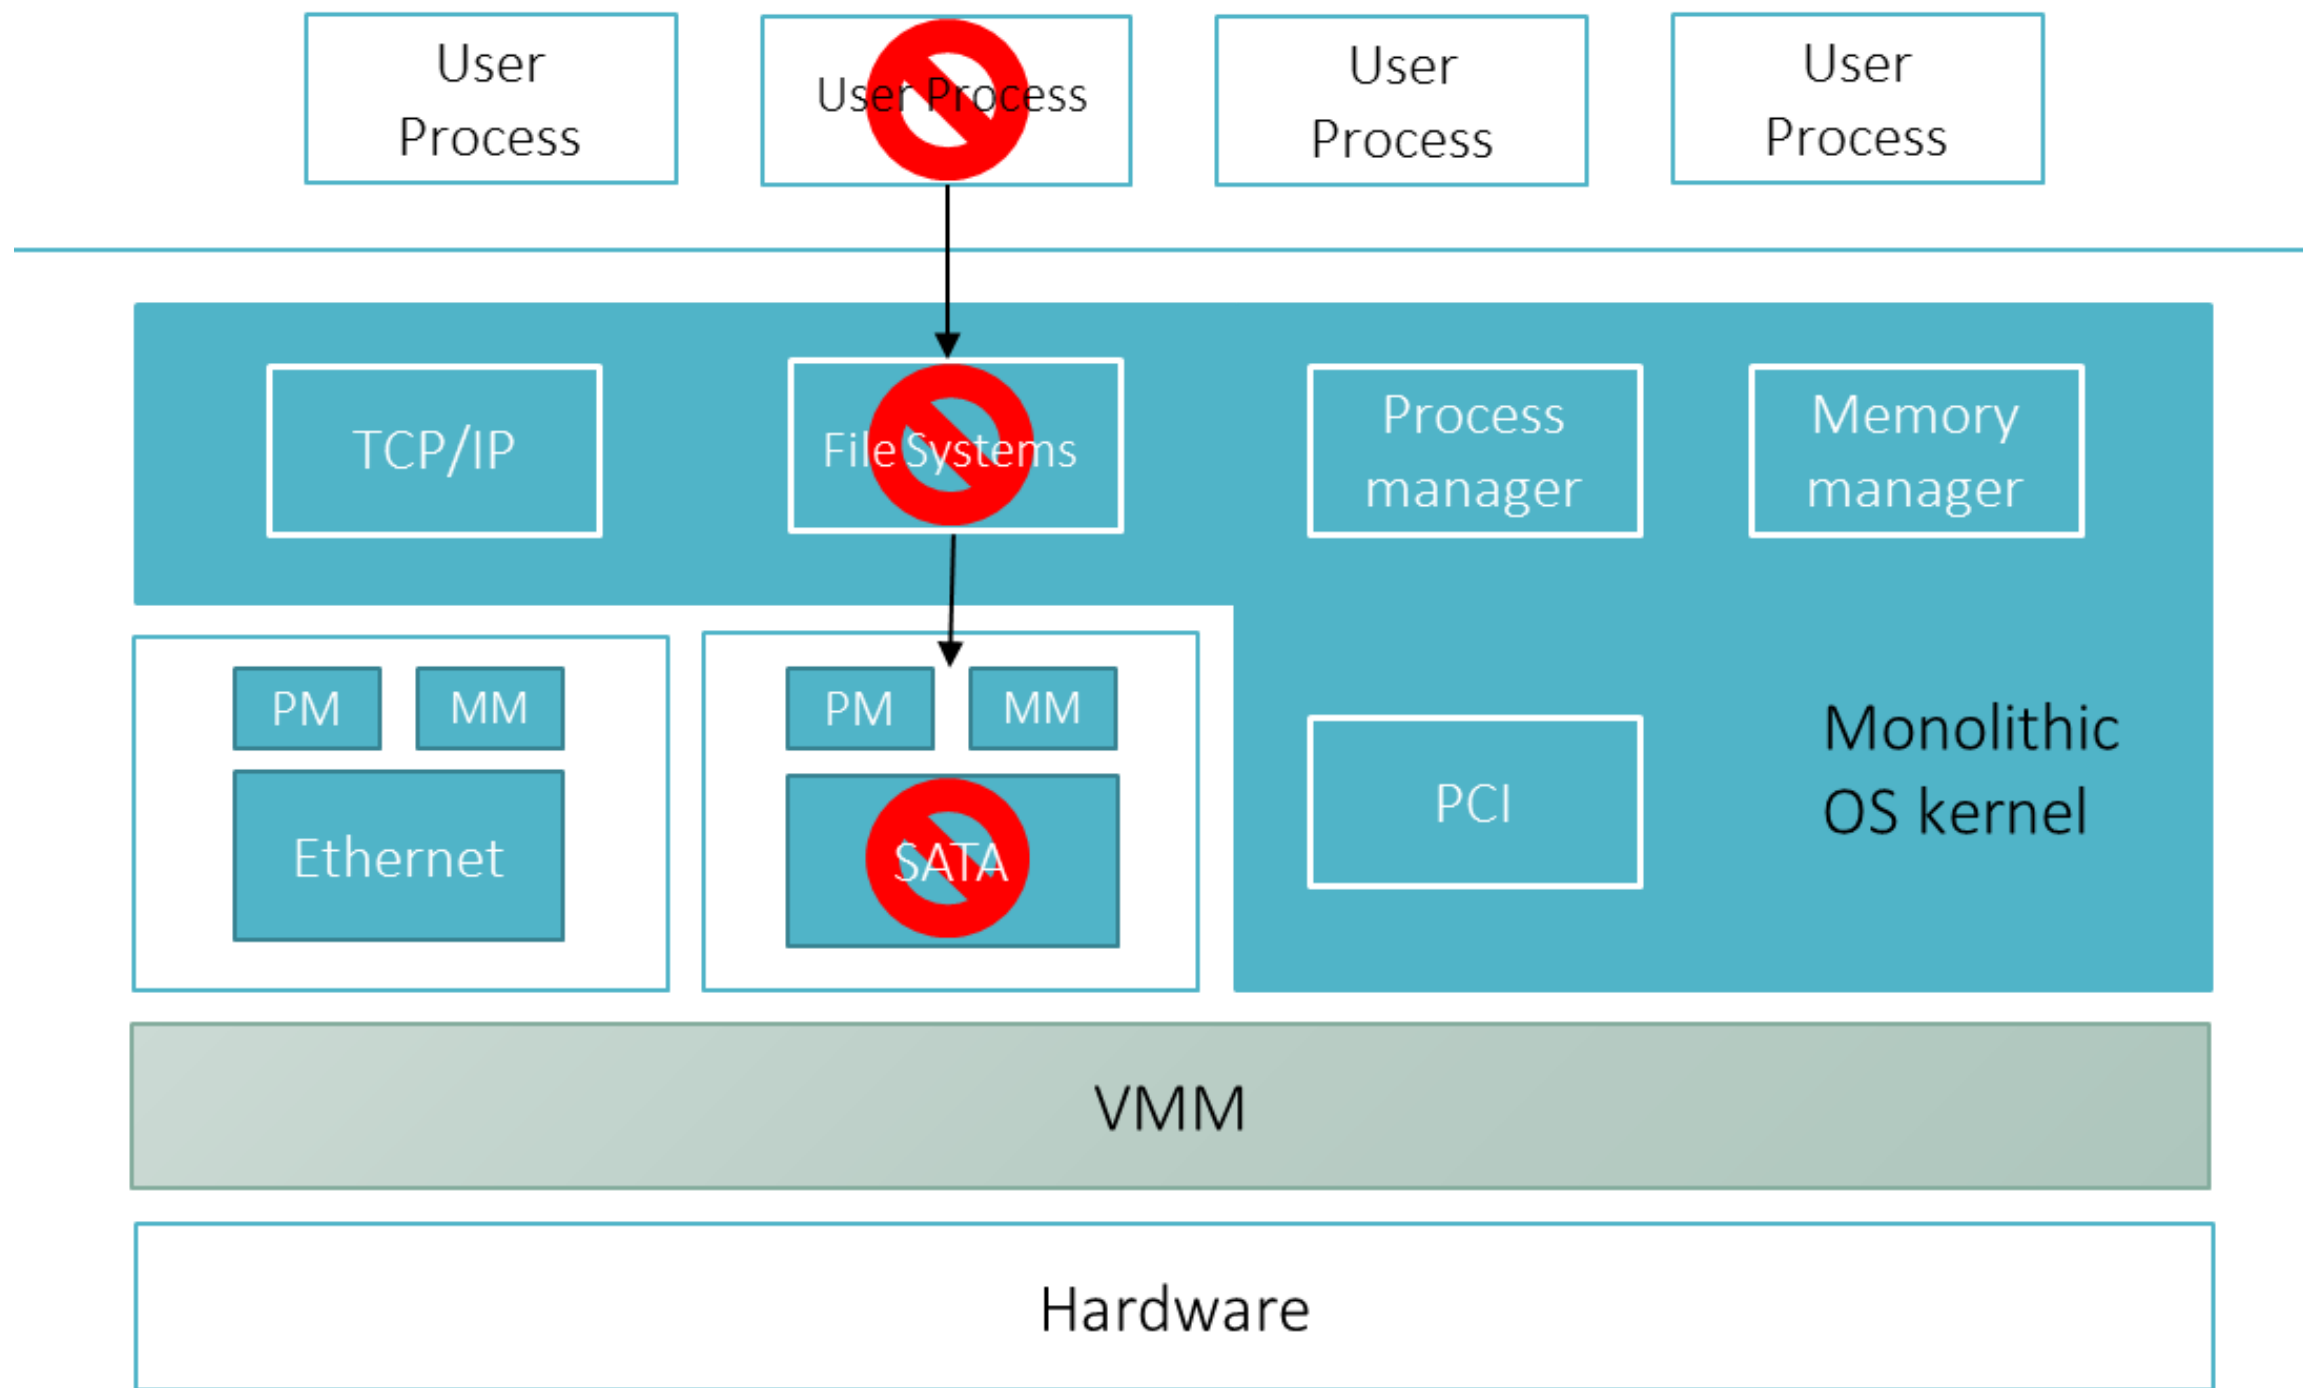 User
Process
User Process
User
Process
User
Process
TCP/IP
File Systems
Process
manager
Memory
manager
PM
MM
Ethernet
PM
MM
SATA
PCI
Monolithic
OS kernel
VMM
Hardware